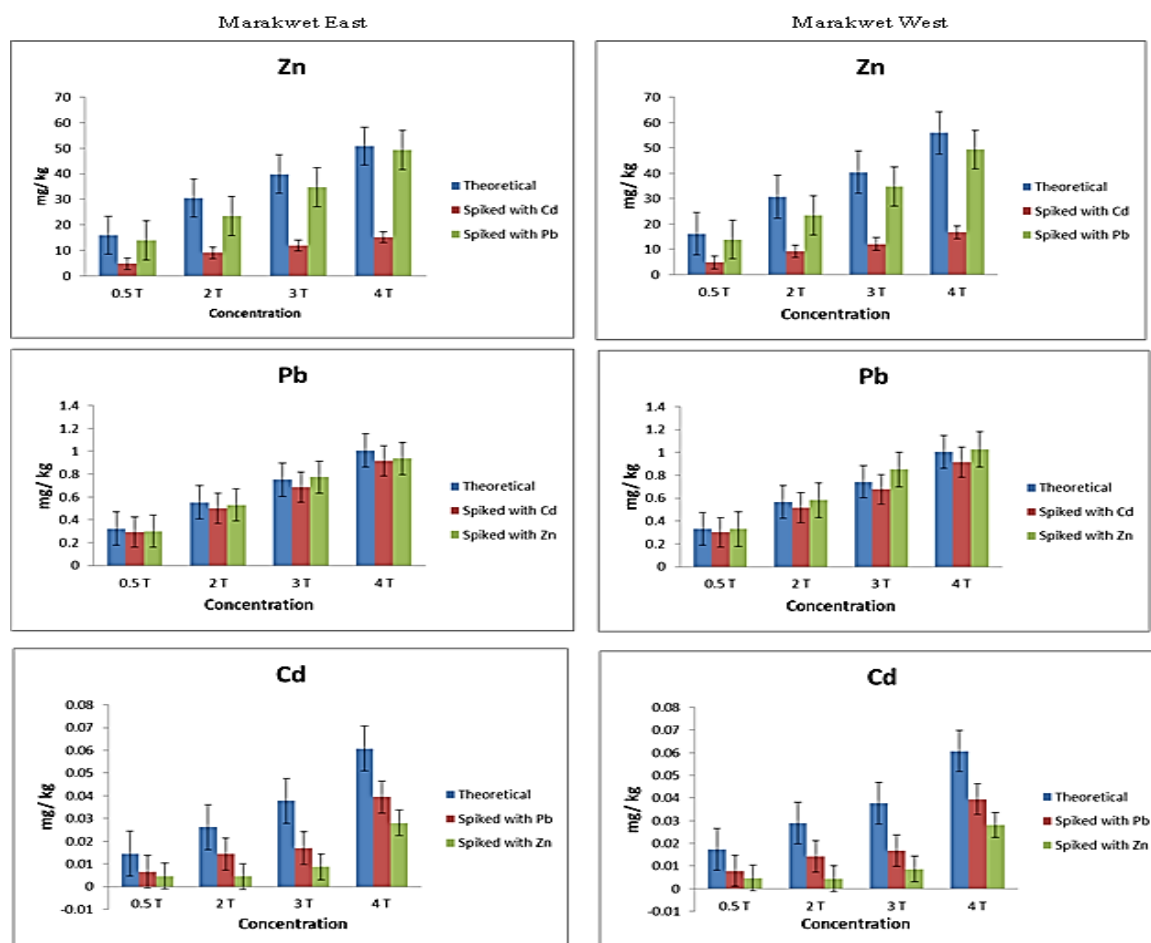 Marakwet East
Marakwet West
Zn
70
60
50
40
30
20
10
0
mg/ kg
0.5 T 2 T 3 T 4 T
Concentration
Theoretical
Spiked with Cd
Spiked with Pb
Zn
70
60
50
40
30
20
10
0
mg/ kg
0.5 T 2 T 3 T 4 T
Concentration
Theoretical
Spiked with Cd
Spiked with Pb
Pb
1.4
1.2
1
0.8
0.6
0.4
0.2
0
mg/ kg
0.5 T 2 T 3 T 4 T
Concentration
Theoretical
Spiked with Cd
Spiked with Zn
Pb
1.4
1.2
1
0.8
0.6
0.4
0.2
0
mg/ kg
0.5 T 2 T 3 T 4 T
Concentration
Theoretical
Spiked with Cd
Spiked with Zn
Cd
0.08
0.07
0.06
0.05
0.04
0.03
0.02
0.01
0
-0.01
mg/ kg
0.5 T 2 T 3 T 4 T
Concentration
Theoretical
Spiked with Pb
Spiked with Zn
Cd
0.08
0.07
0.06
0.05
0.04
0.03
0.02
0.01
0
-0.01
mg/ kg
0.5 T 2 T 3 T 4 T
Concentration
Theoretical
Spiked with Pb
Spiked with Zn